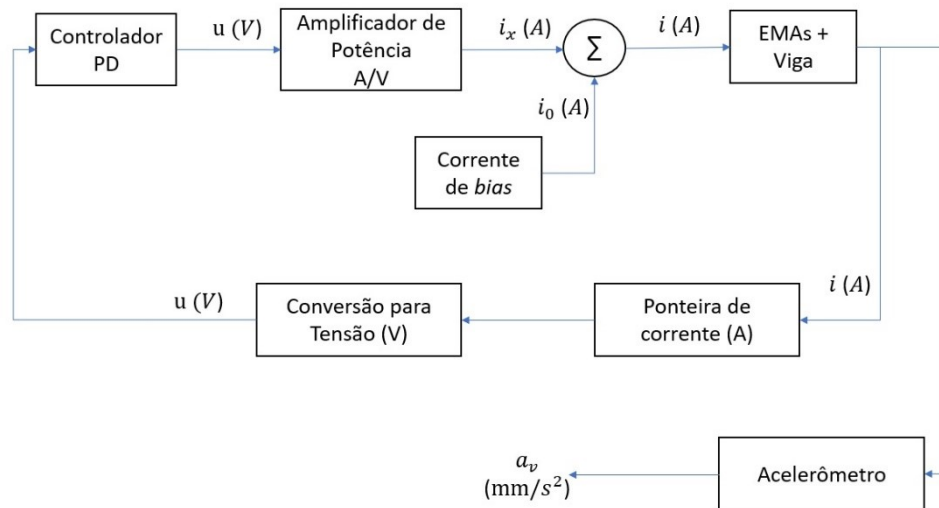 Controlador
PD
u (V)
Amplificador de
Potência
A/V
i_x (A)
Σ
i (A)
EMAs +
Viga
i_0 (A)
Corrente
de bias
i (A)
Ponteira de
corrente (A)
Conversão para
Tensão (V)
u (V)
Acelerômetro
a_v
(mm/s²)